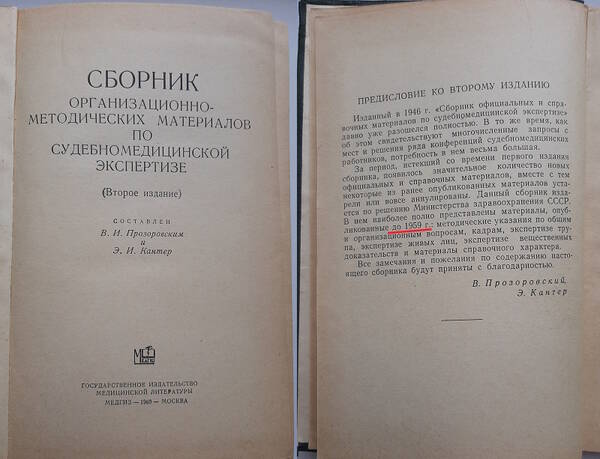 СБОРНИК
ОРГАНИЗАЦИОННО-
МЕТОДИЧЕСКИХ МАТЕРИАЛОВ
ПО
СУДЕБНОМЕДИЦИНСКОЙ
ЭКСПЕРТИЗЕ
(Второе издание)
СОСТАВЛЕН
В. И. Прозоровским
и
Э. И. Кантер
ГОСУДАРСТВЕННОЕ ИЗДАТЕЛЬСТВО
МЕДИЦИНСКОЙ ЛИТЕРАТУРЫ
МЕДГИЗ — МОСКВА
ПРЕДИСЛОВИЕ КО ВТОРОМУ ИЗДАНИЮ
Изданный в 1946 г. «Сборник официальных и спра-
вочных материалов по судебномедицинской экспертизе»
давно уже разошелся полностью. В то же время, как
об этом свидетельствуют многочисленные запросы с
мест и решения ряда конференций судебномедицинских
работников, потребность в нем весьма большая.
За период, истекший со времени первого издания
сборника, появилось значительное количество новых
официальных и справочных материалов, вместе с тем
некоторые из ранее опубликованных материалов уста-
рели или вовсе аннулированы. Данный сборник издан
ется по решению Министерства здравоохранения СССР.
В нем наиболее полно представлены материалы, опуб-
ликованные до 1959 г.: методические указания по общим
и организационным вопросам, кадрам, экспертизе тру-
па, экспертизе живых лиц, экспертизе вещественных
доказательств и материалы справочного характера.
Все замечания и пожелания по содержанию насто-
ящего сборника будут приняты с благодарностью.
В. Прозоровский,
Э. Кантер